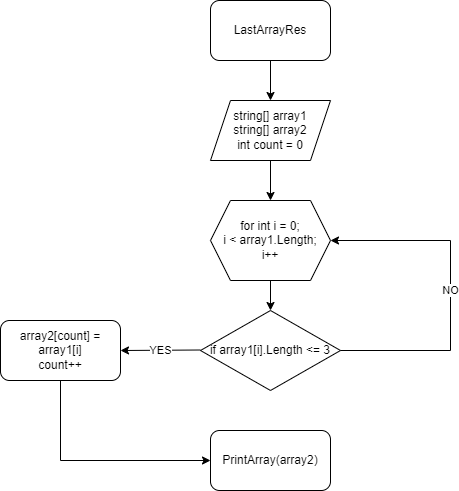 LastArrayRes
string[] array1
string[] array2
int count = 0
for int i = 0;
i < array1.Length;
i++
NO
if array1[i].Length <= 3
YES
array2[count] =
array1[i]
count++
PrintArray(array2)